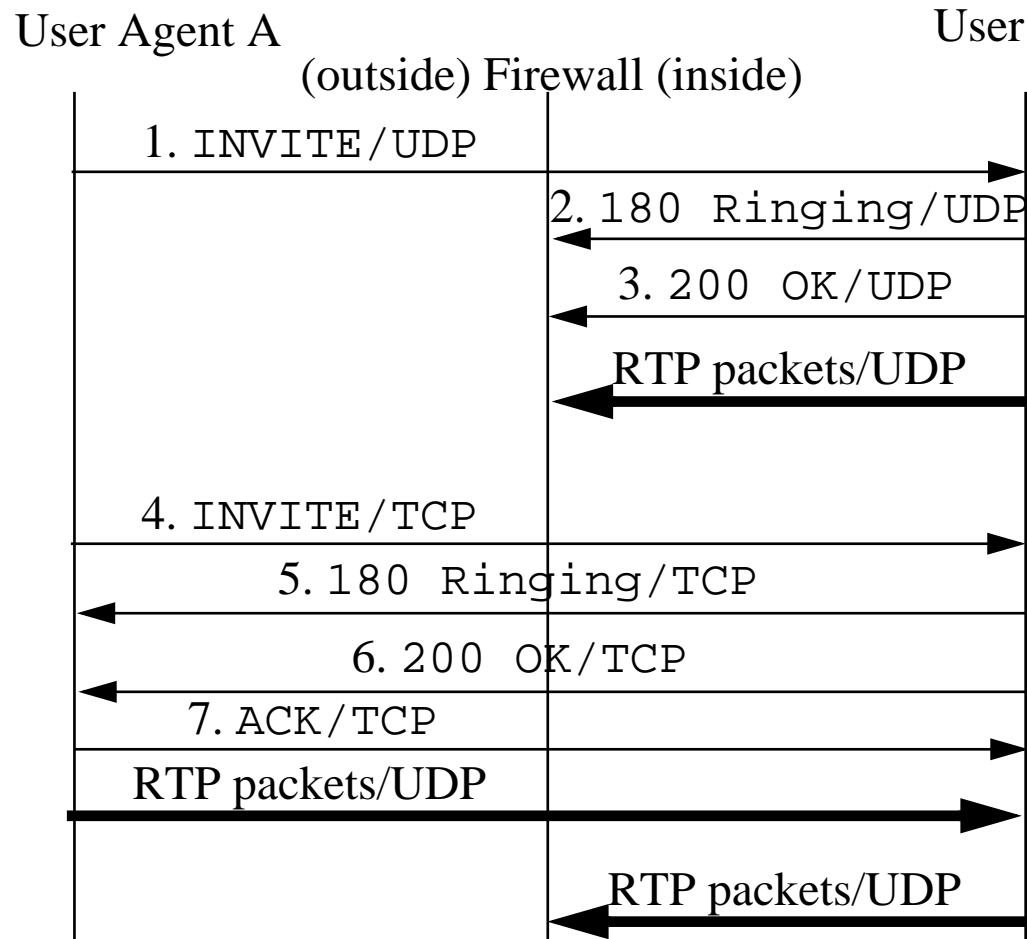 User Agent A
User
(outside) Firewall (inside)
1. INVITE/UDP
2. 180 Ringing/UDP
3. 200 OK/UDP
RTP packets/UDP
4. INVITE/TCP
5. 180 Ringing/TCP
6. 200 OK/TCP
7. ACK/TCP
RTP packets/UDP
RTP packets/UDP